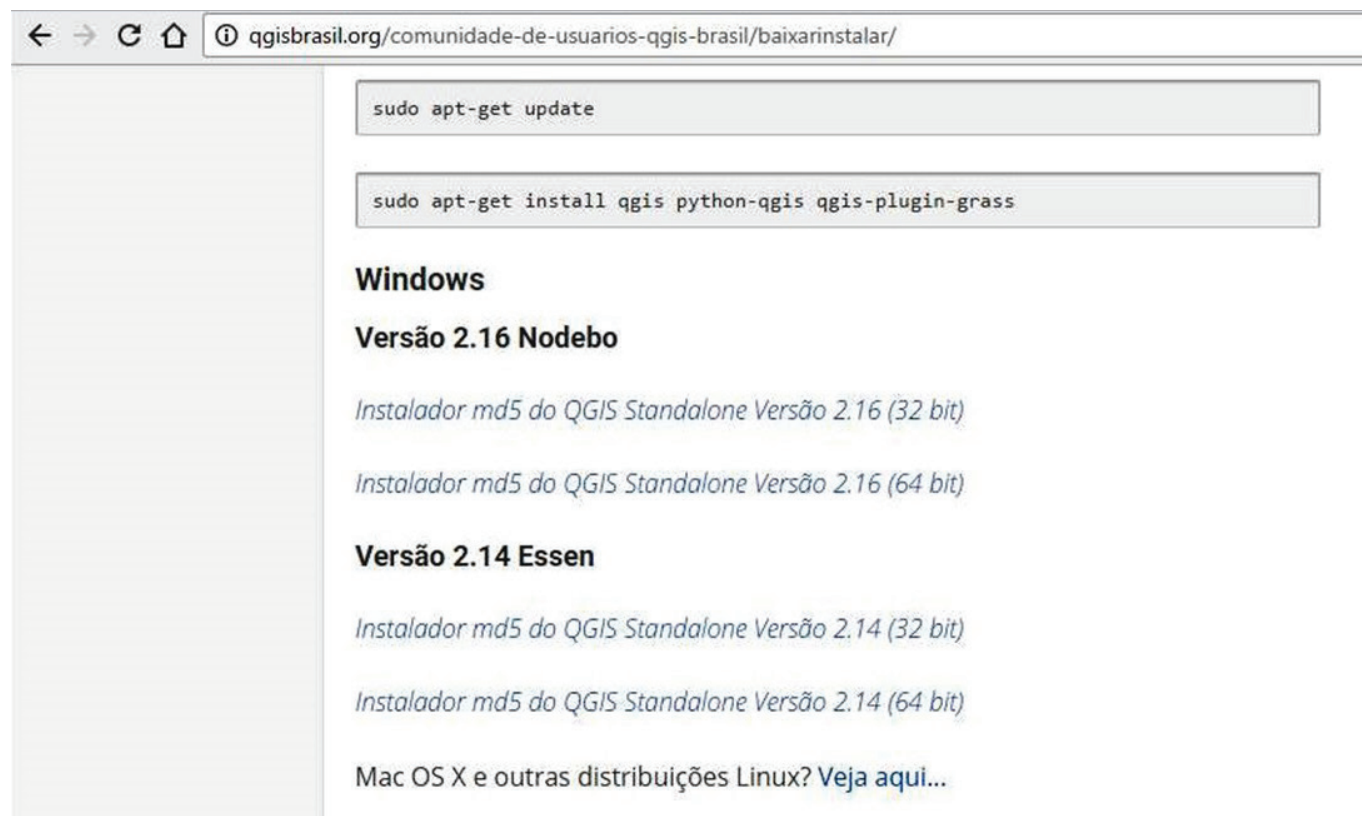 qgisbrasil.org/comunidade-de-usuarios-qgis-brasil/baixarinstalar/
sudo apt-get update
sudo apt-get install qgis python-qgis qgis-plugin-grass
Windows
Versão 2.16 Nodebo
Instalador md5 do QGIS Standalone Versão 2.16 (32 bit)
Instalador md5 do QGIS Standalone Versão 2.16 (64 bit)
Versão 2.14 Essen
Instalador md5 do QGIS Standalone Versão 2.14 (32 bit)
Instalador md5 do QGIS Standalone Versão 2.14 (64 bit)
Mac OS X e outras distribuições Linux? Veja aqui...